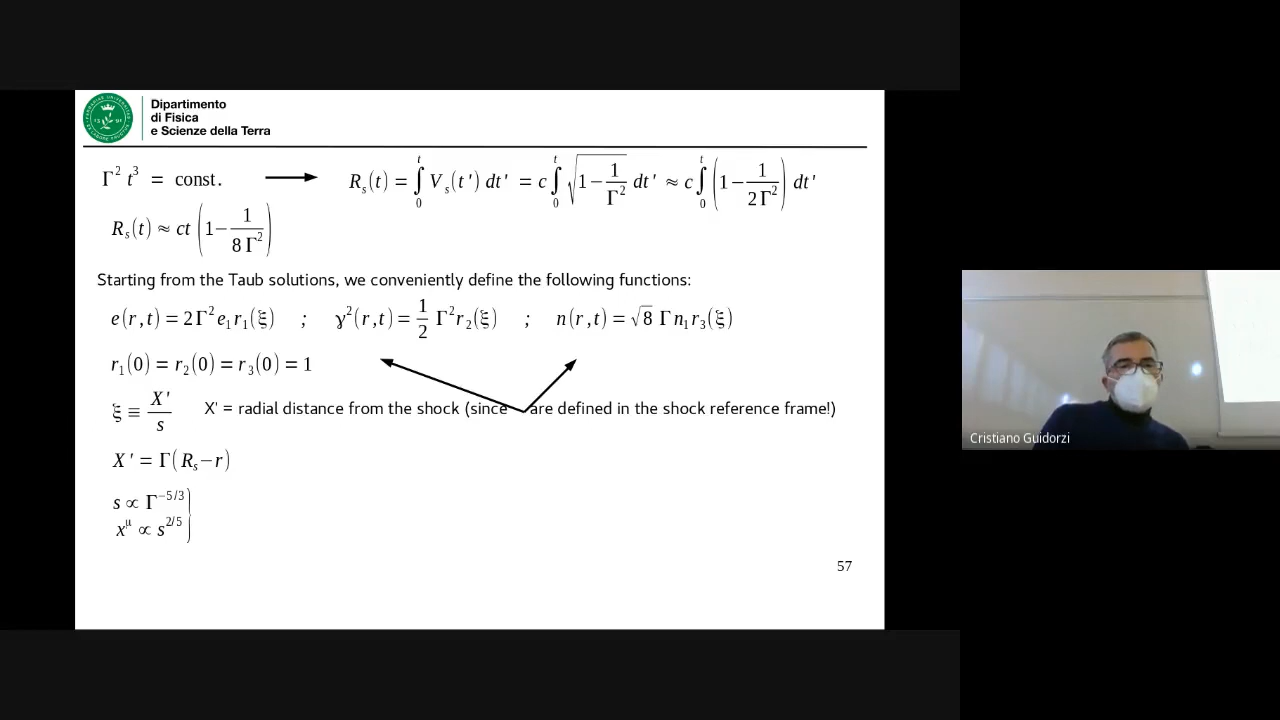 Dipartimento
di Fisica
e Scienze della Terra
Γ² t³ = const. R_s(t) = ∫₀ᵗ V_s(t') dt' = c ∫₀ᵗ √(1 − 1/Γ²) dt' ≈ c ∫₀ᵗ (1 − 1/(2Γ²)) dt'
R_s(t) ≈ ct (1 − 1/(8Γ²))
Starting from the Taub solutions, we conveniently define the following functions:
e(r,t) = 2Γ² e₁ r₁(ξ) ; γ²(r,t) = 1/2 Γ² r₂(ξ) ; n(r,t) = √8 Γ n₁ r₃(ξ)
r₁(0) = r₂(0) = r₃(0) = 1
ξ ≡ X'/s X' = radial distance from the shock (since are defined in the shock reference frame!)
X' = Γ(R_s − r)
s ∝ Γ^(−5/3)
x^μ ∝ s^(2/5)
57
Cristiano Guidorzi